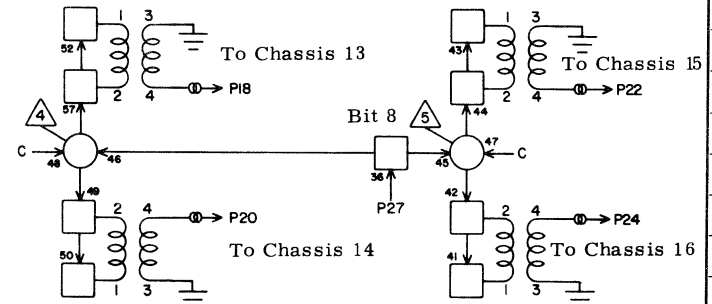 1 3
52
To Chassis 13
2 4
P18
57
4
C
48
46
49
2 4
P20
50
To Chassis 14
1 3
Bit 8
36
P27
1 3
43
To Chassis 15
2 4
P22
44
5
47
45
C
42
2 4
P24
41
To Chassis 16
1 3